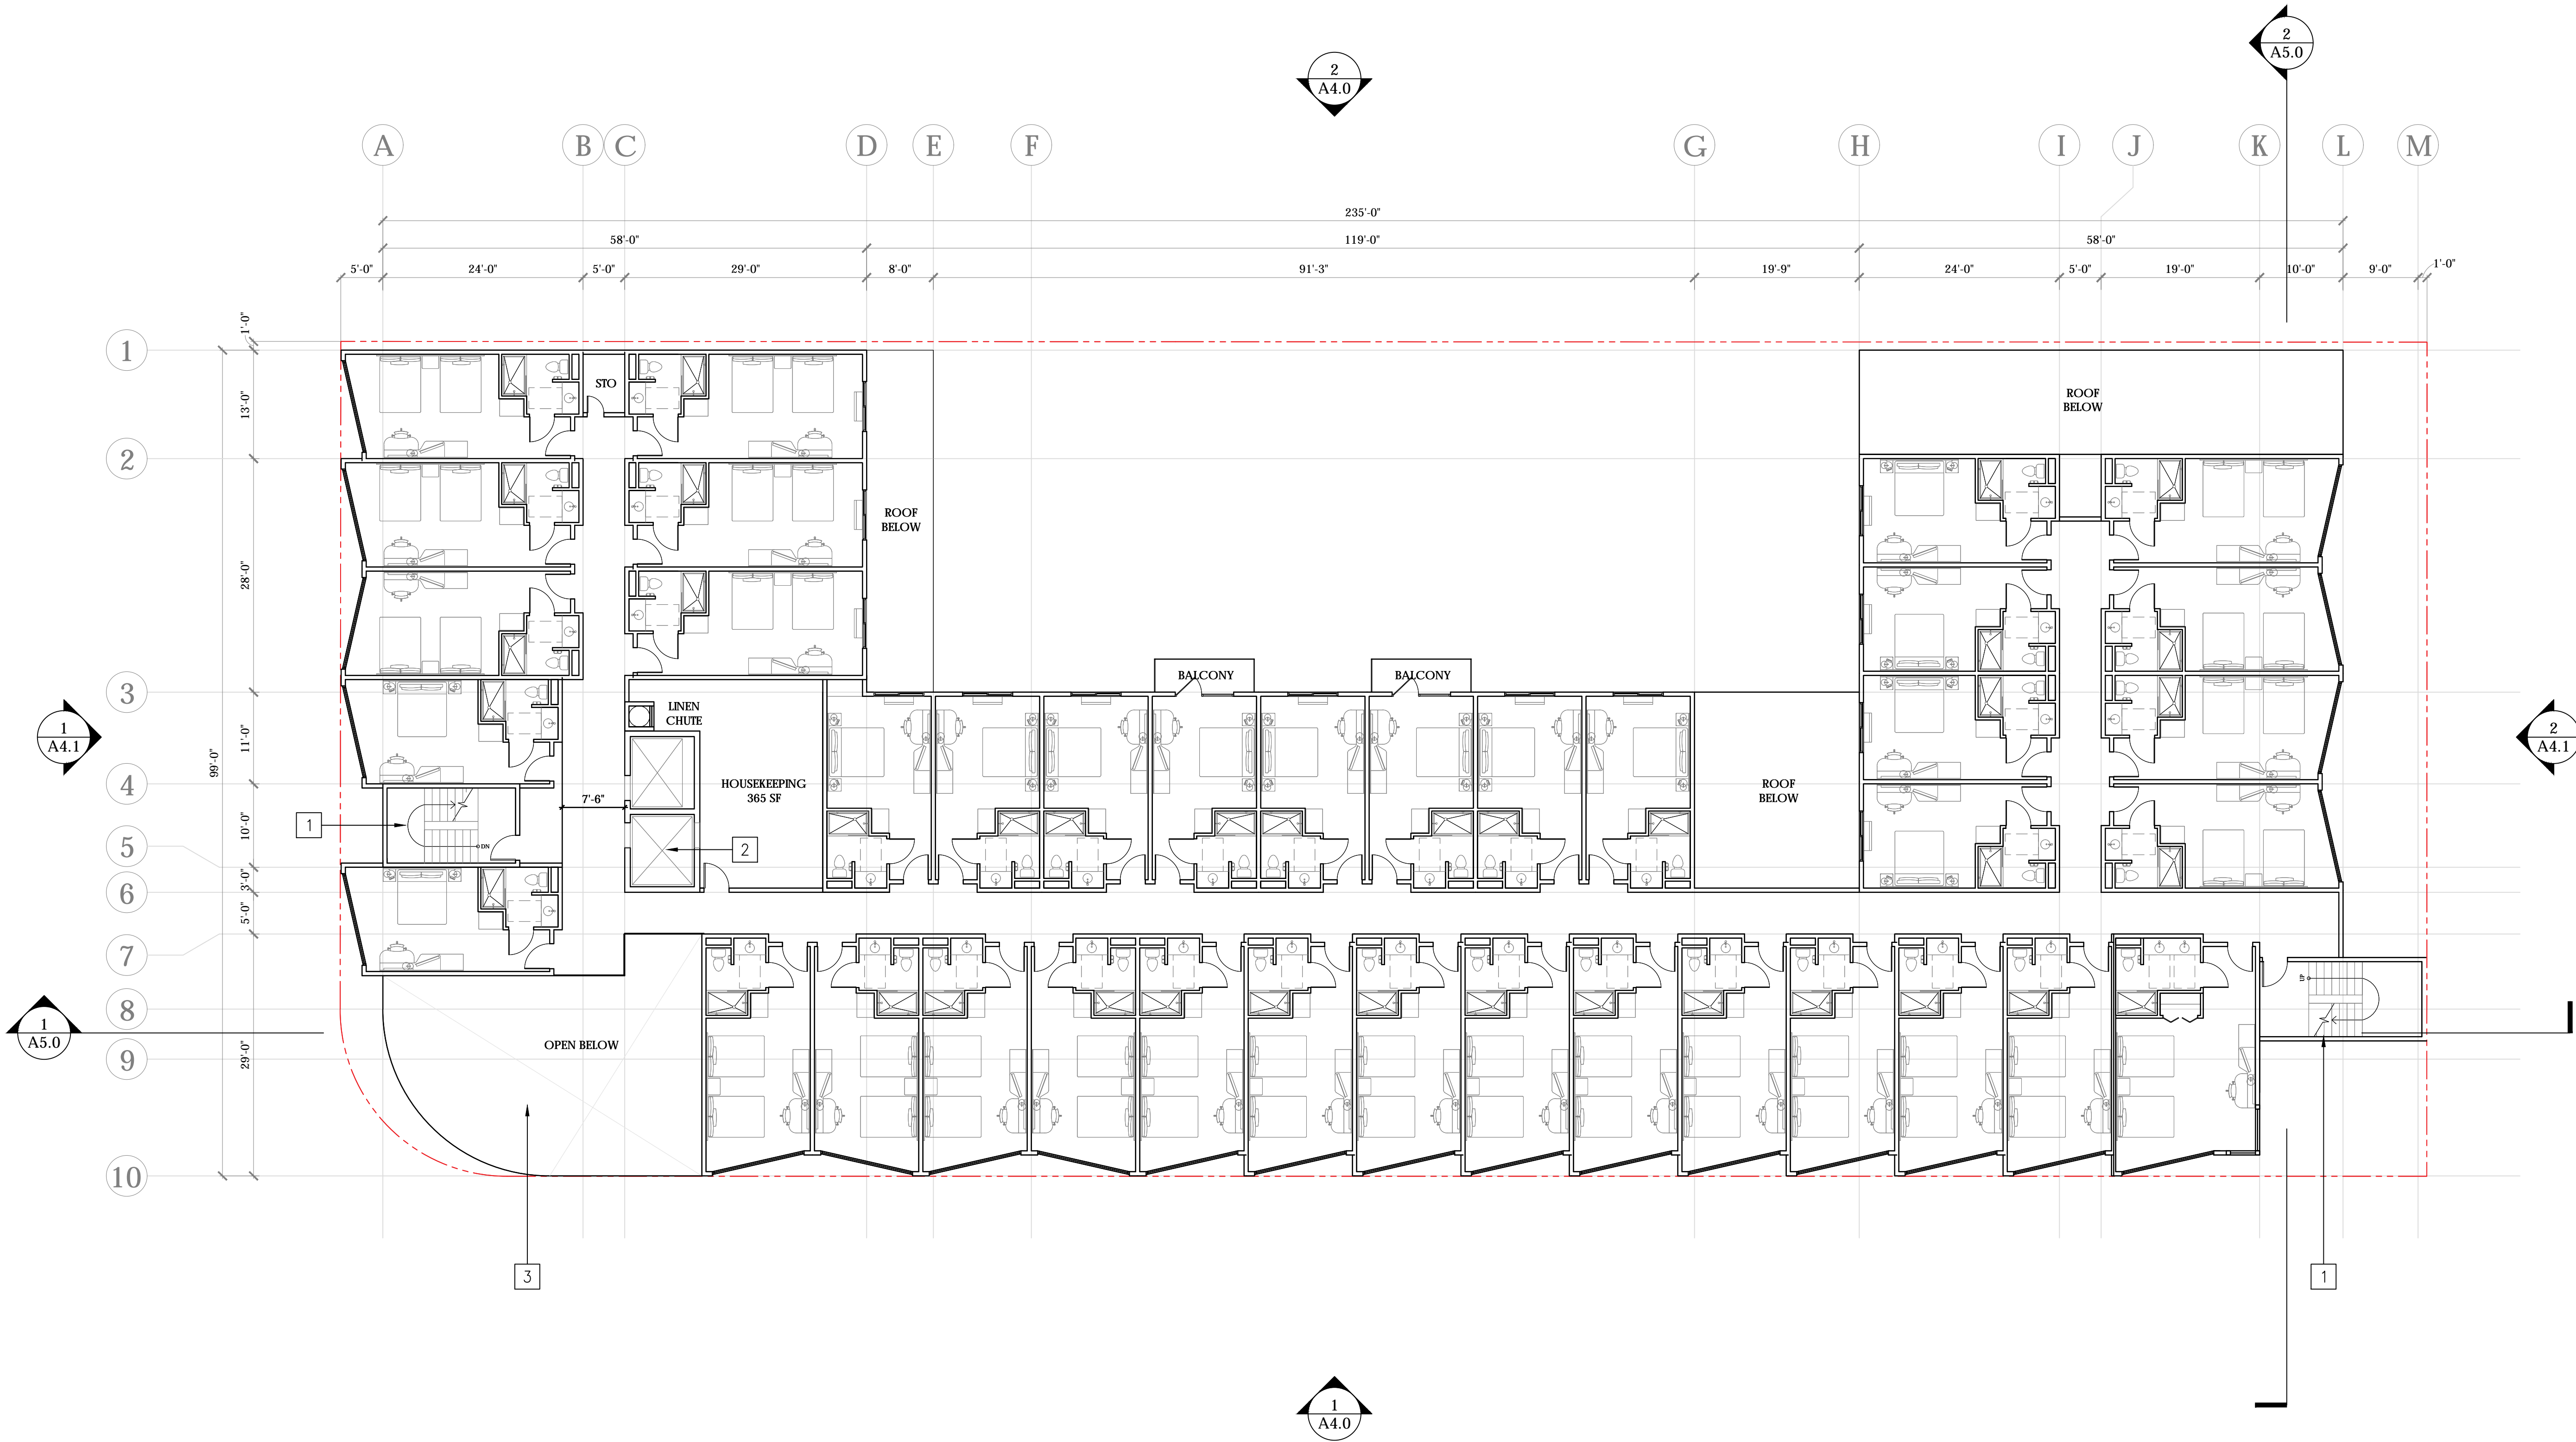 2
A5.0
2
A4.0
A
B
C
D
E
F
G
H
I
J
K
L
M
235'-0"
58'-0"
119'-0"
58'-0"
5'-0"
24'-0"
5'-0"
29'-0"
8'-0"
91'-3"
19'-9"
24'-0"
5'-0"
19'-0"
10'-0"
9'-0"
1'-0"
1
2
3
4
5
6
7
8
9
10
1'-0"
13'-0"
28'-0"
11'-0"
10'-0"
3'-0"
5'-0"
29'-0"
99'-0"
STO
ROOF
BELOW
ROOF
BELOW
BALCONY
BALCONY
LINEN
CHUTE
1
A4.1
2
A4.1
HOUSEKEEPING
365 SF
ROOF
BELOW
7'-6"
1
DN
2
UP
1
A5.0
OPEN BELOW
3
1
1
A4.0